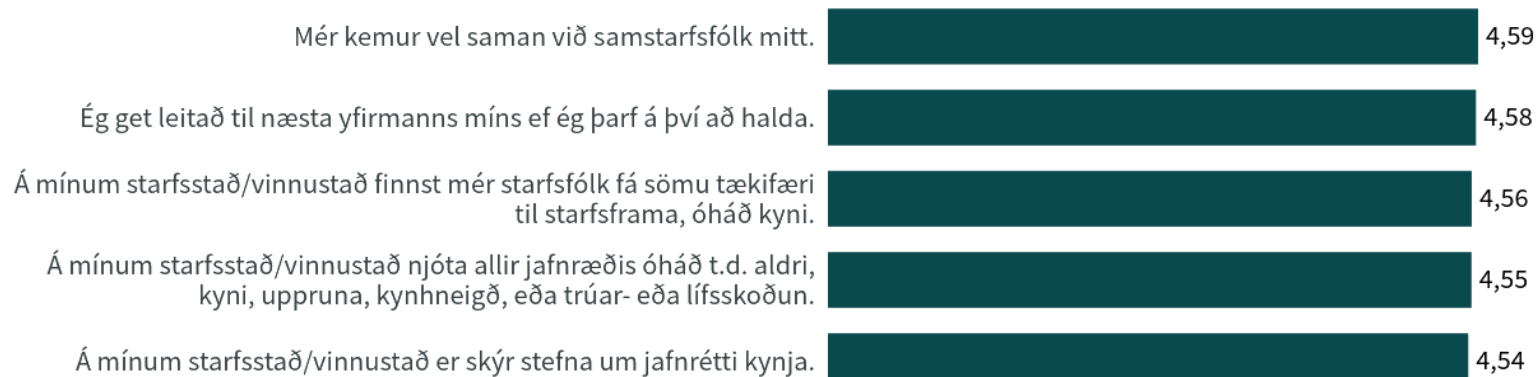 Mér kemur vel saman við samstarfsfólk mitt. 4,59
Ég get leitað til næsta yfirmanns míns ef ég þarf á því að halda. 4,58
Á mínum starfsstað/vinnustað finnst mér starfsfólk fá sömu tækifæri
til starfsframa, óháð kyni. 4,56
Á mínum starfsstað/vinnustað njóta allir jafnræðis óháð t.d. aldri,
kyni, uppruna, kynhneigð, eða trúar- eða lífsskoðun. 4,55
Á mínum starfsstað/vinnustað er skýr stefna um jafnrétti kynja. 4,54